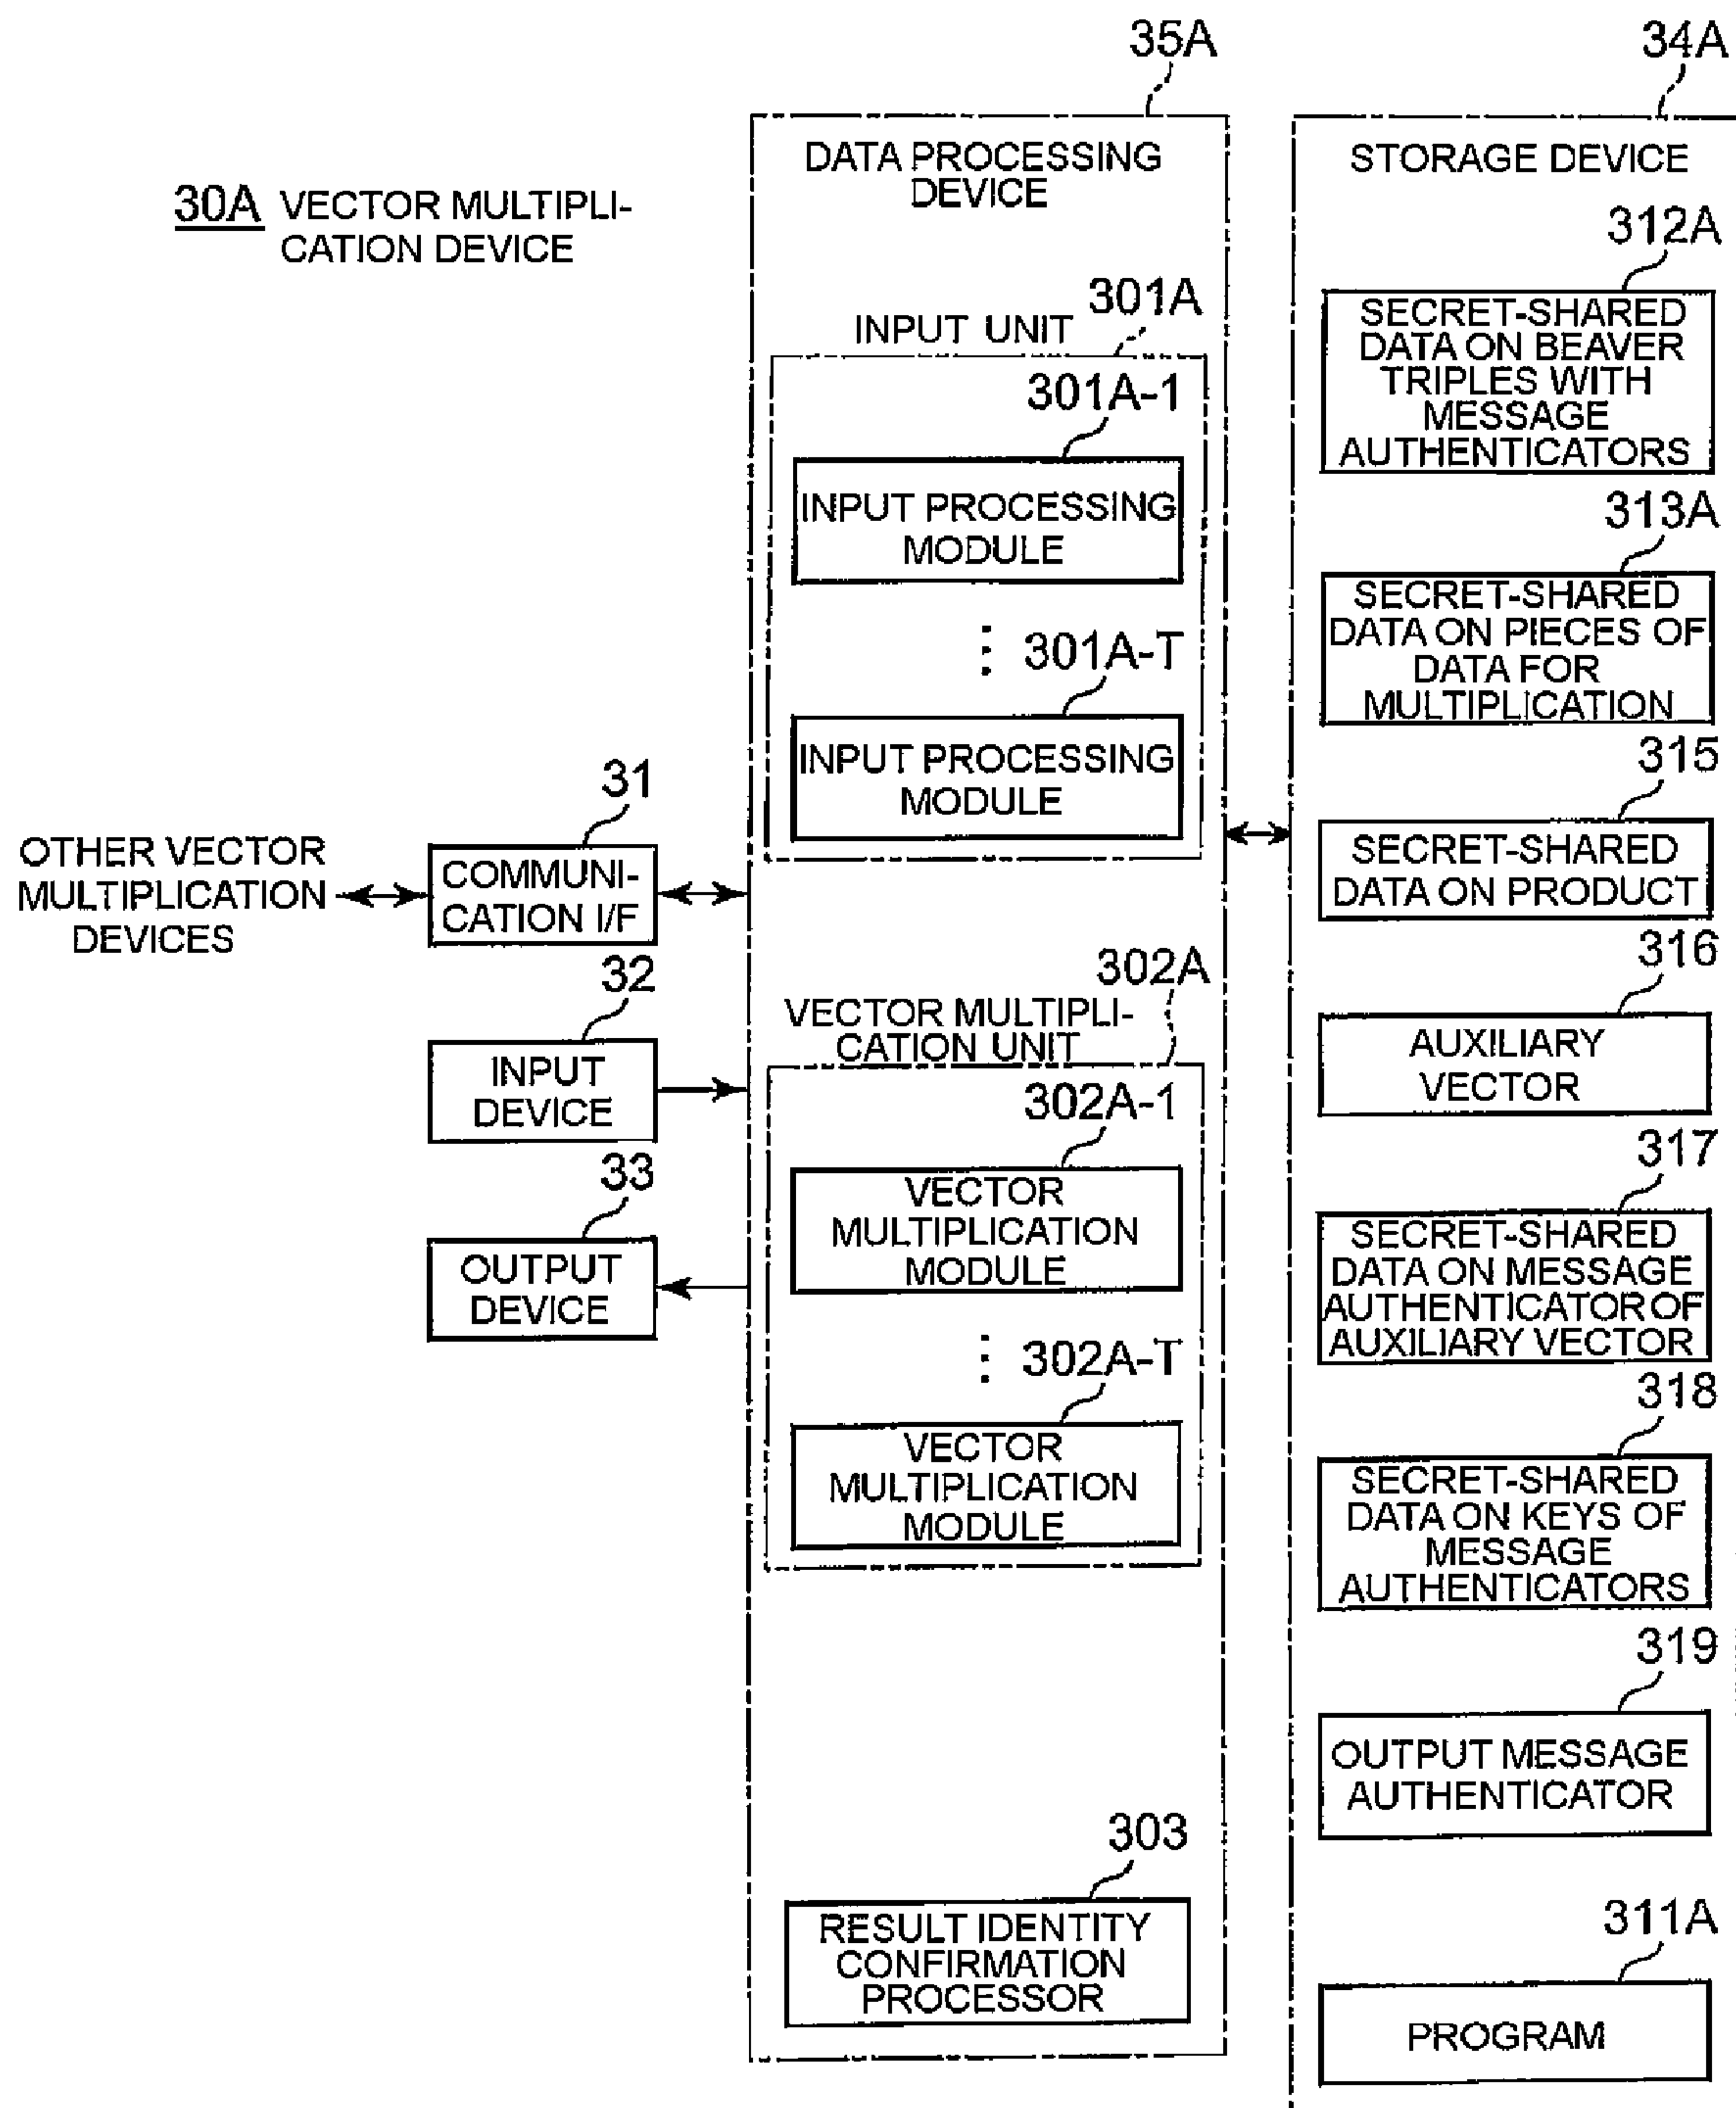 30A VECTOR MULTIPLI-
CATION DEVICE
OTHER VECTOR
MULTIPLICATION
DEVICES
31
COMMUNI-
CATION I/F
32
INPUT
DEVICE
33
OUTPUT
DEVICE
35A
DATA PROCESSING
DEVICE
301A
INPUT UNIT
301A-1
INPUT PROCESSING
MODULE
301A-T
INPUT PROCESSING
MODULE
302A
VECTOR MULTIPLI-
CATION UNIT
302A-1
VECTOR
MULTIPLICATION
MODULE
302A-T
VECTOR
MULTIPLICATION
MODULE
303
RESULT IDENTITY
CONFIRMATION
PROCESSOR
34A
STORAGE DEVICE
312A
SECRET-SHARED
DATA ON BEAVER
TRIPLES WITH
MESSAGE
AUTHENTICATORS
313A
SECRET-SHARED
DATA ON PIECES OF
DATA FOR
MULTIPLICATION
315
SECRET-SHARED
DATA ON PRODUCT
316
AUXILIARY
VECTOR
317
SECRET-SHARED
DATA ON MESSAGE
AUTHENTICATOR OF
AUXILIARY VECTOR
318
SECRET-SHARED
DATA ON KEYS OF
MESSAGE
AUTHENTICATORS
319
OUTPUT MESSAGE
AUTHENTICATOR
311A
PROGRAM